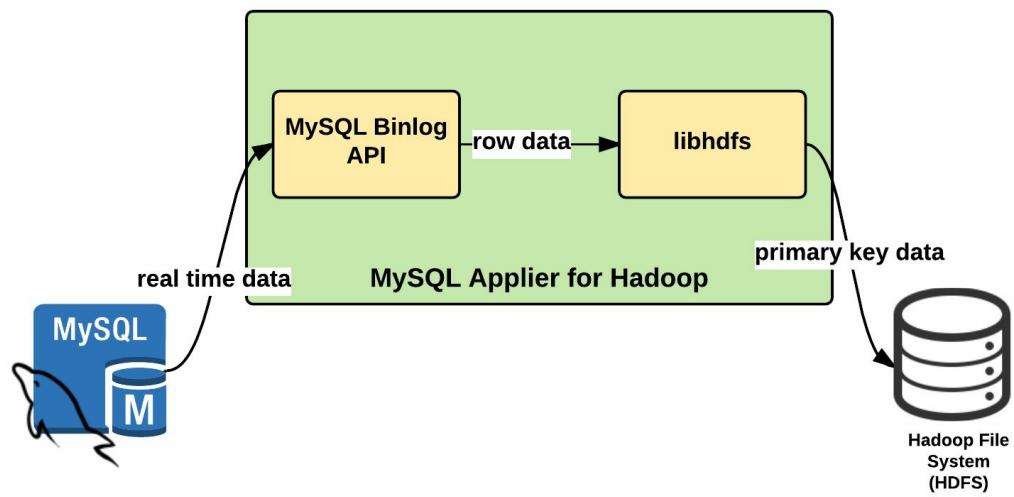 MySQL Binlog
API
row data
libhdfs
primary key data
real time data
MySQL Applier for Hadoop
MySQL
M
Hadoop File
System
(HDFS)